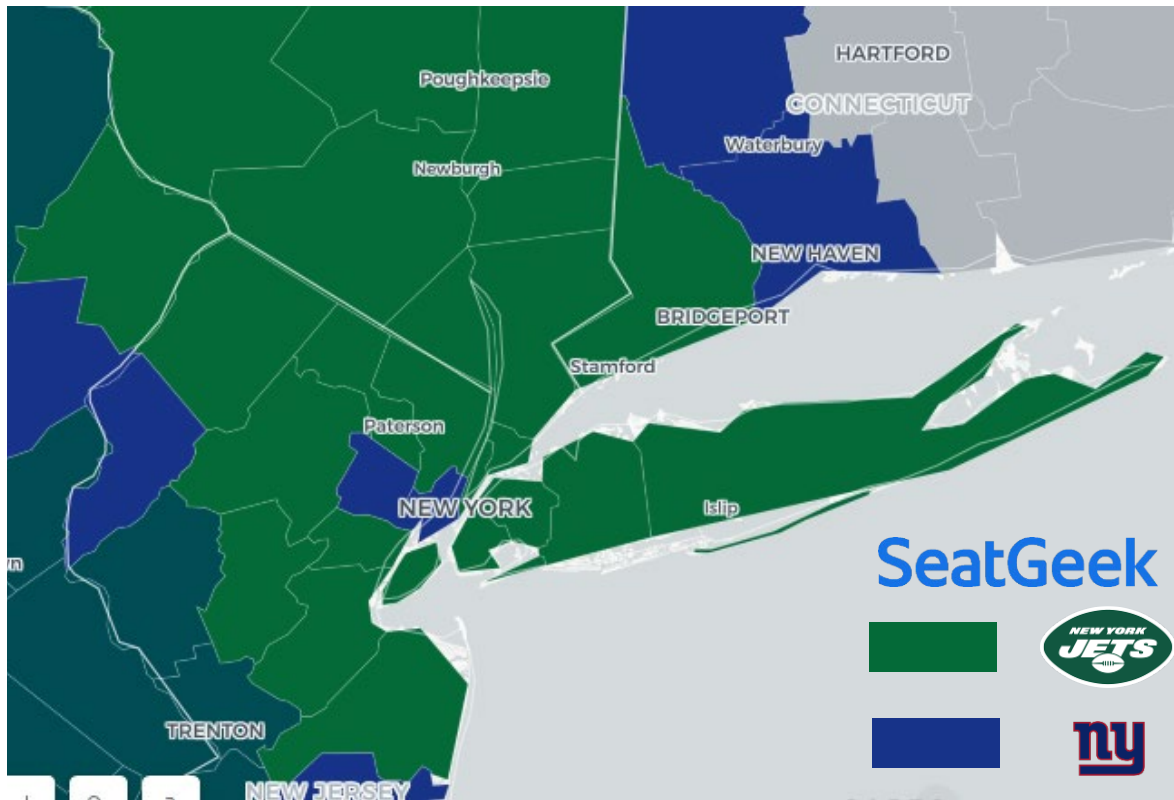 HARTFORD
Poughkeepsie
CONNECTICUT
Waterbury
Newburgh
NEW HAVEN
BRIDGEPORT
Stamford
Paterson
NEW YORK
Islip
SeatGeek
NEW YORK
JETS
TRENTON
ny
NEW JERSEY